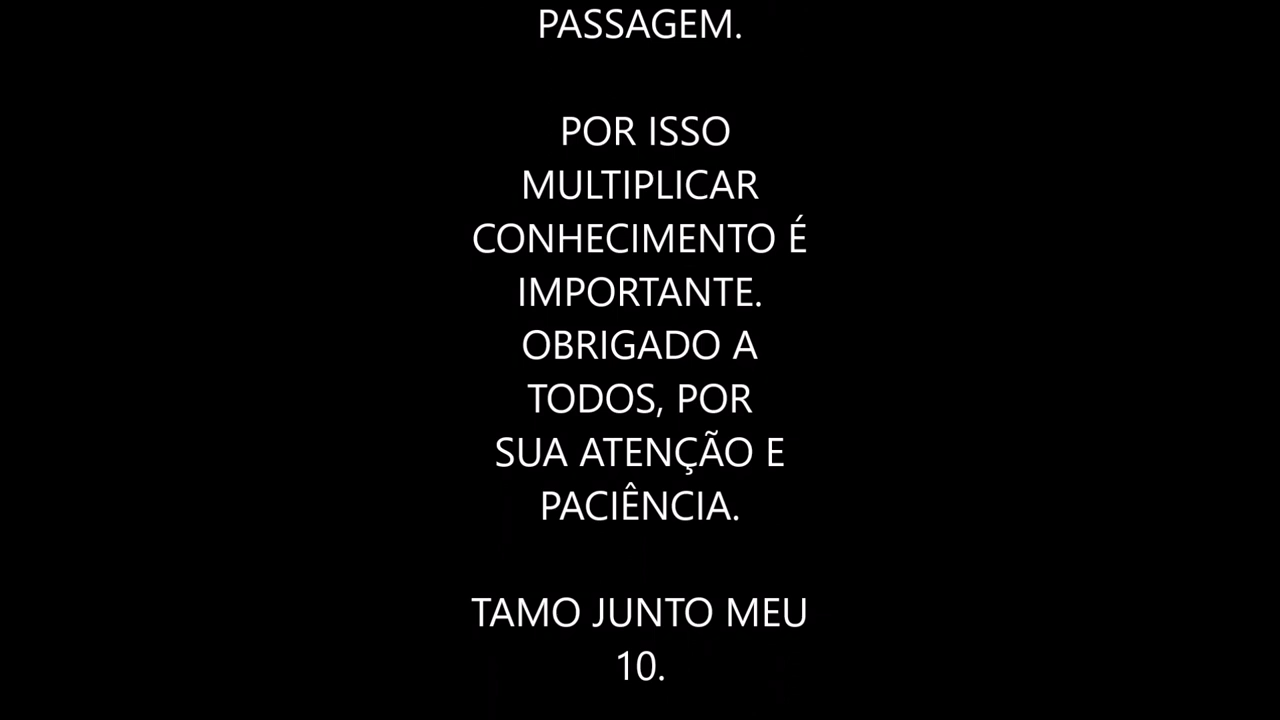 PASSAGEM.
POR ISSO
MULTIPLICAR
CONHECIMENTO É
IMPORTANTE.
OBRIGADO A
TODOS, POR
SUA ATENÇÃO E
PACIÊNCIA.
TAMO JUNTO MEU
10.